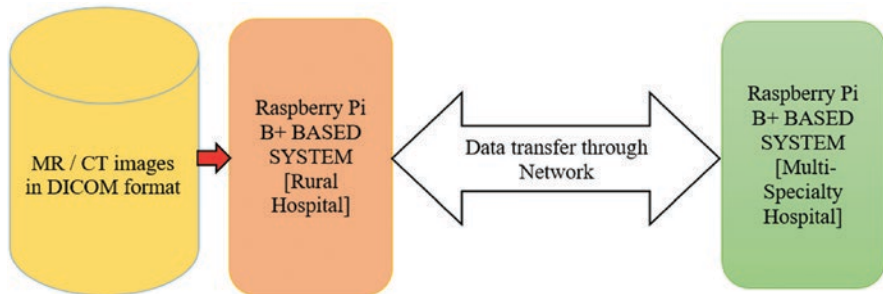 MR / CT images
in DICOM format
Raspberry Pi
B+ BASED
SYSTEM
[Rural
Hospital]
Data transfer through
Network
Raspberry Pi
B+ BASED
SYSTEM
[Multi-
Specialty
Hospital]